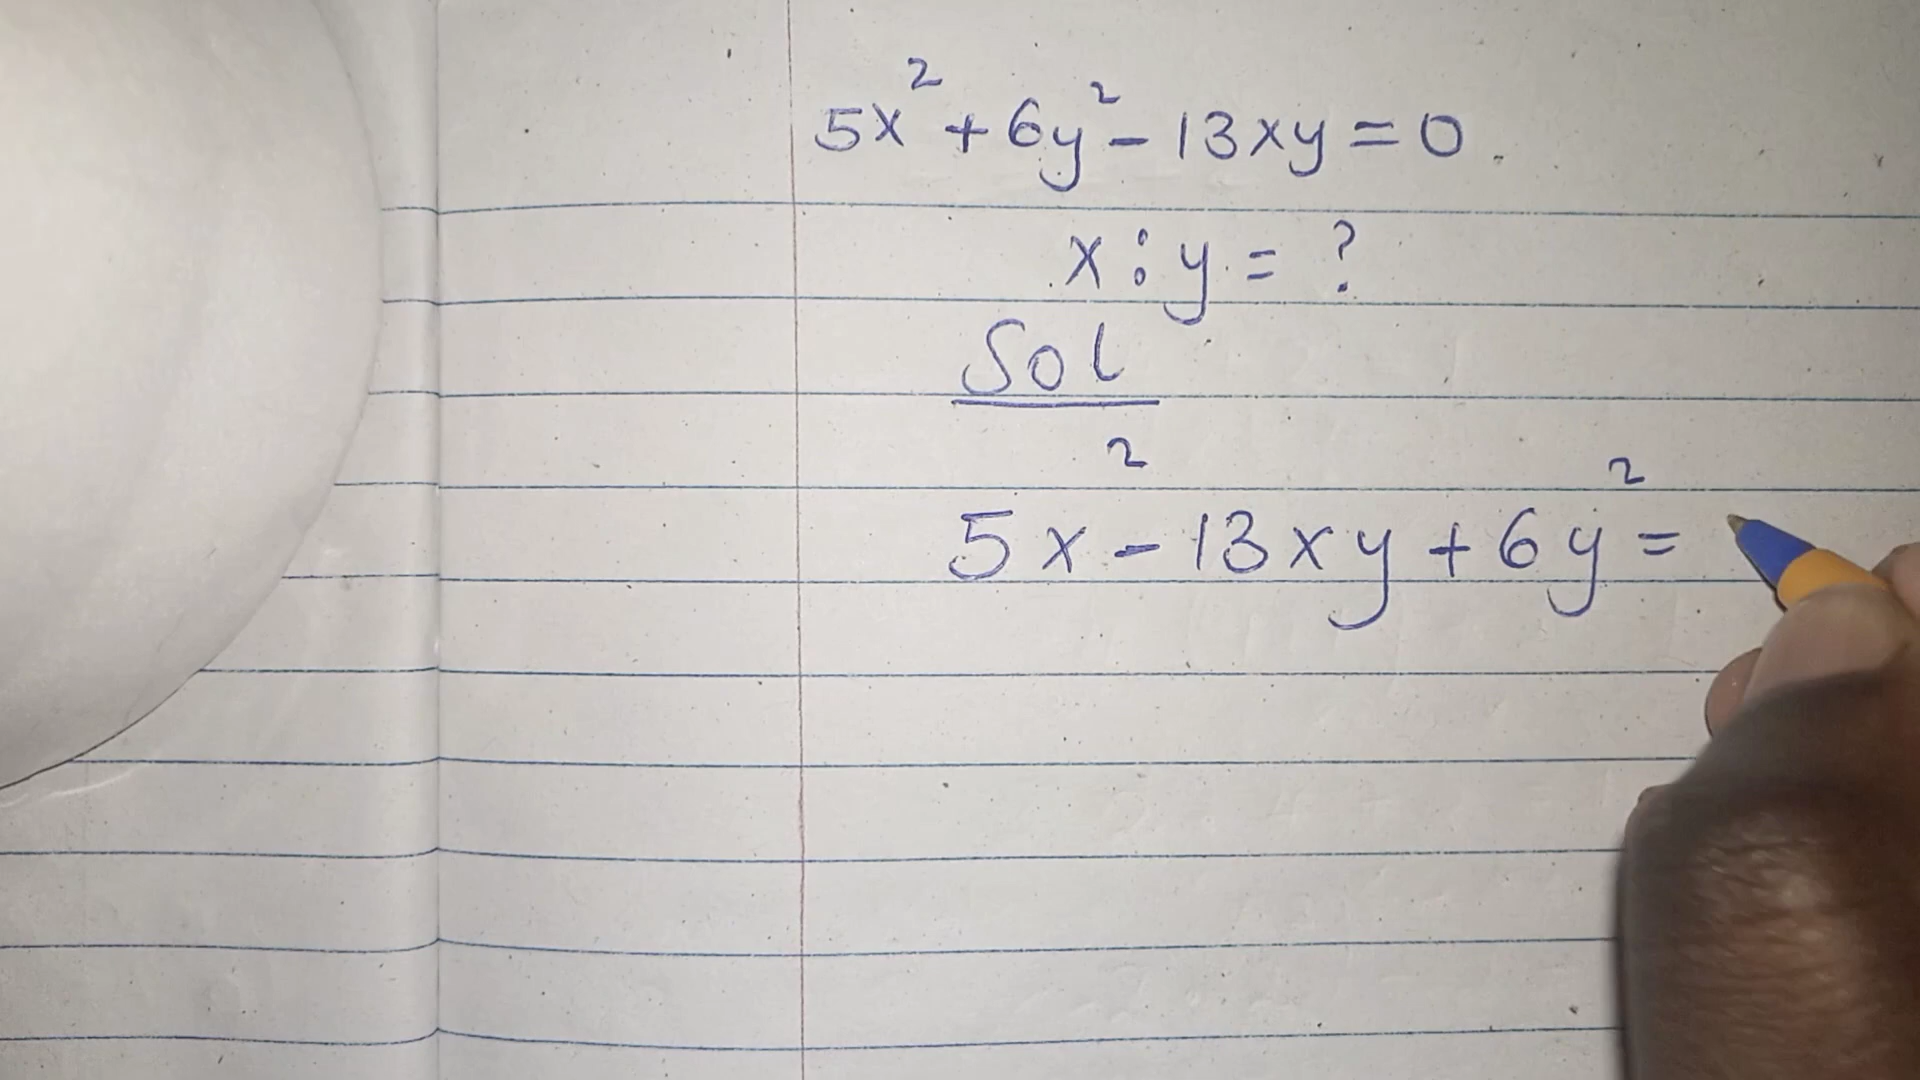 5x² + 6y² - 13xy = 0.
x : y = ?
Sol
5x² - 13xy + 6y² =